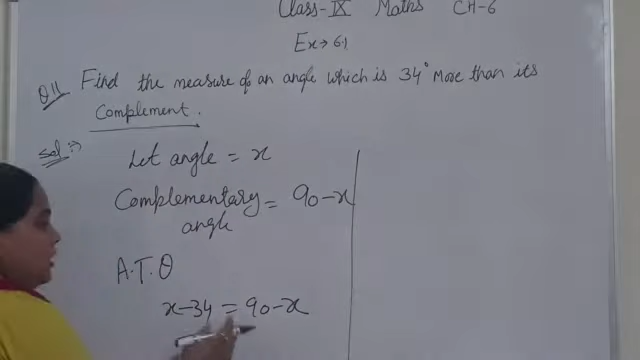 Class-IX Maths CH-6
Ex→6.1
Q11 Find the measure of an angle which is 34° More than its
Complement.
Sol:→ Let angle = x
Complementary angle = 90-x
A.T.Q
x-34 = 90-x